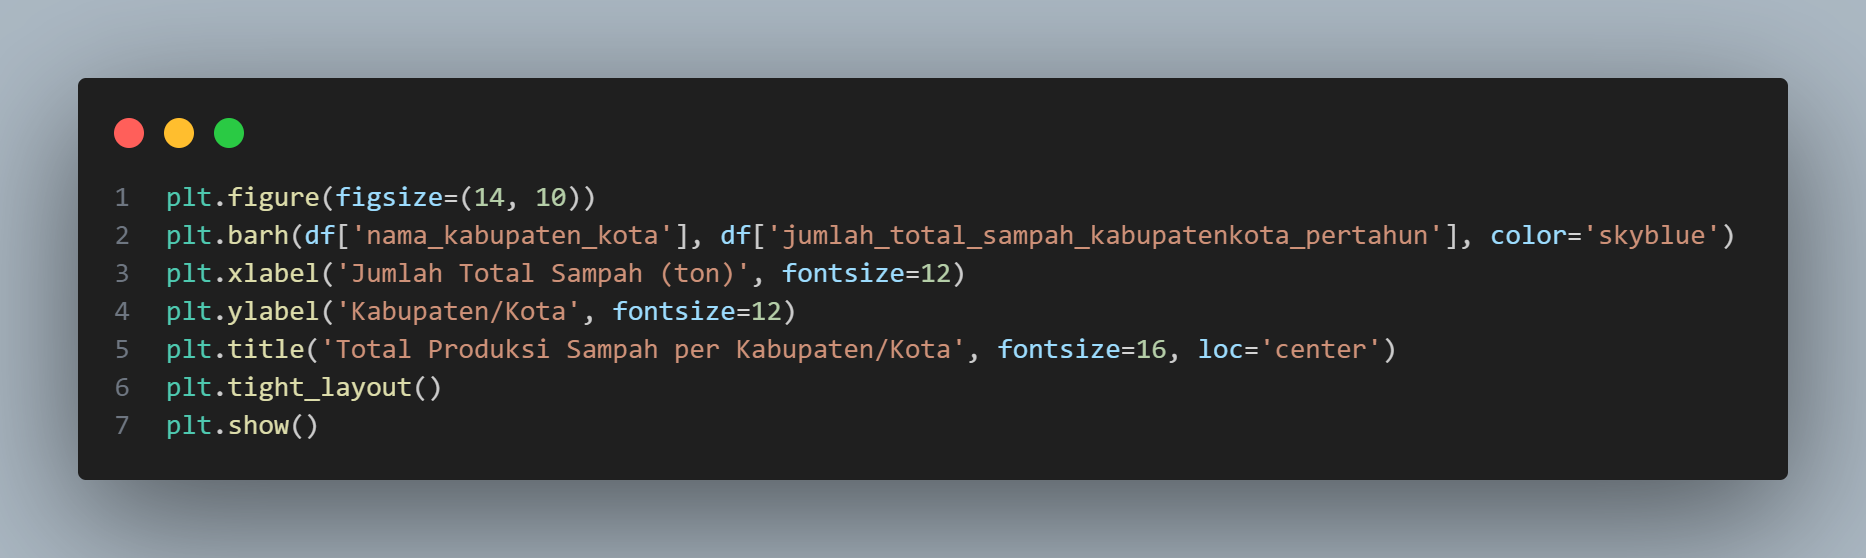 1 plt.figure(figsize=(14, 10))
2 plt.barh(df['nama_kabupaten_kota'], df['jumlah_total_sampah_kabupatenkota_pertahun'], color='skyblue')
3 plt.xlabel('Jumlah Total Sampah (ton)', fontsize=12)
4 plt.ylabel('Kabupaten/Kota', fontsize=12)
5 plt.title('Total Produksi Sampah per Kabupaten/Kota', fontsize=16, loc='center')
6 plt.tight_layout()
7 plt.show()